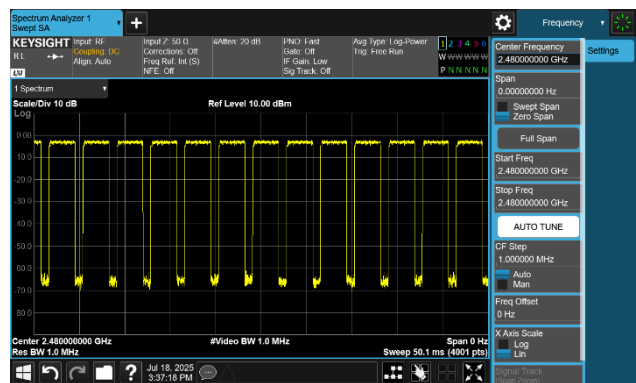 Spectrum Analyzer 1
Swept SA
+
Frequency
KEYSIGHT
RL
LXI
Input: RF
Coupling: DC
Align: Auto
Input Z: 50 Ω
Corrections: Off
Freq Ref: Int (S)
NFE: Off
#Atten: 20 dB
PNO: Fast
Gate: Off
IF Gain: Low
Sig Track: Off
Avg Type: Log-Power
Trig: Free Run
1 2 3 4 5 6
W W W W W W
P N N N N N
Center Frequency
2.480000000 GHz
Settings
Span
0.00000000 Hz
Swept Span
Zero Span
Full Span
Start Freq
2.480000000 GHz
Stop Freq
2.480000000 GHz
AUTO TUNE
CF Step
1.000000 MHz
Auto
Man
Freq Offset
0 Hz
X Axis Scale
Log
Lin
Signal Track
(Span Zoom)
1 Spectrum
Scale/Div 10 dB
Ref Level 10.00 dBm
Log
0.00
-10.0
-20.0
-30.0
-40.0
-50.0
-60.0
-70.0
-80.0
Center 2.480000000 GHz
#Video BW 1.0 MHz
Span 0 Hz
Res BW 1.0 MHz
Sweep 50.1 ms (4001 pts)
?
Jul 18, 2025
3:37:18 PM